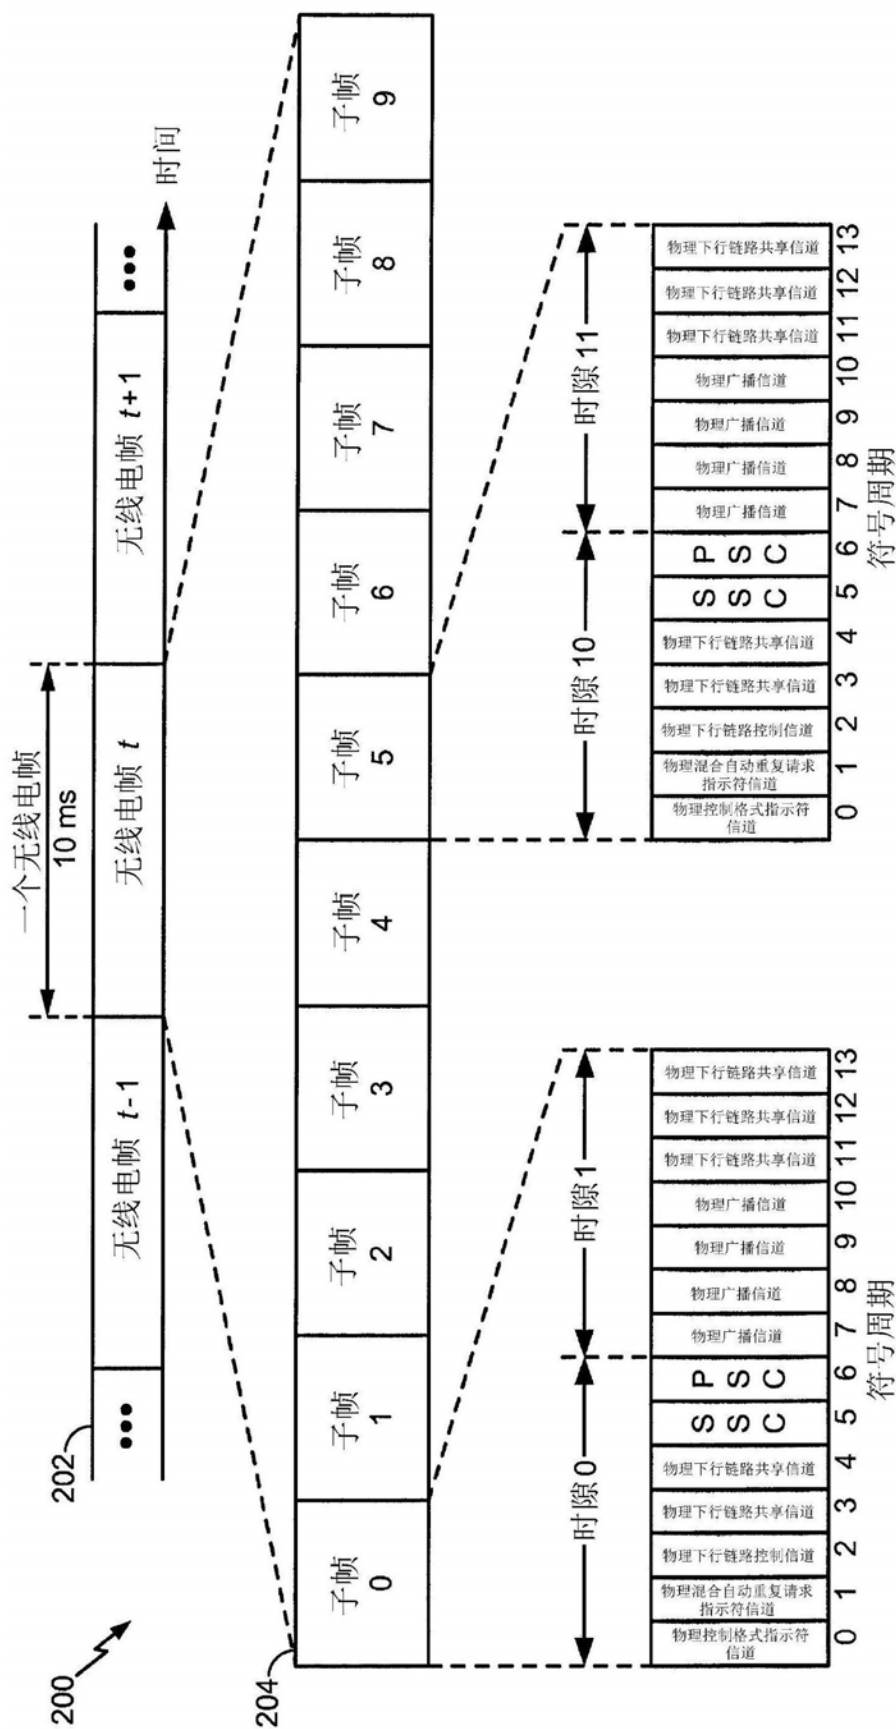 200
202
一个无线电帧
10 ms
•••
无线电帧 t-1
无线电帧 t
无线电帧 t+1
•••
时间
204
子帧
0
子帧
1
子帧
2
子帧
3
子帧
4
子帧
5
子帧
6
子帧
7
子帧
8
子帧
9
时隙0
时隙1
物理控制格式指示符
信道
物理混合自动重复请求
指示符信道
物理下行链路控制信道
物理下行链路共享信道
物理下行链路共享信道
S
S
C
P
S
C
物理广播信道
物理广播信道
物理广播信道
物理广播信道
物理下行链路共享信道
物理下行链路共享信道
物理下行链路共享信道
0 1 2 3 4 5 6 7 8 9 10 11 12 13
符号周期
时隙10
时隙11
物理控制格式指示符
信道
物理混合自动重复请求
指示符信道
物理下行链路控制信道
物理下行链路共享信道
物理下行链路共享信道
S
S
C
P
S
C
物理广播信道
物理广播信道
物理广播信道
物理广播信道
物理下行链路共享信道
物理下行链路共享信道
物理下行链路共享信道
0 1 2 3 4 5 6 7 8 9 10 11 12 13
符号周期